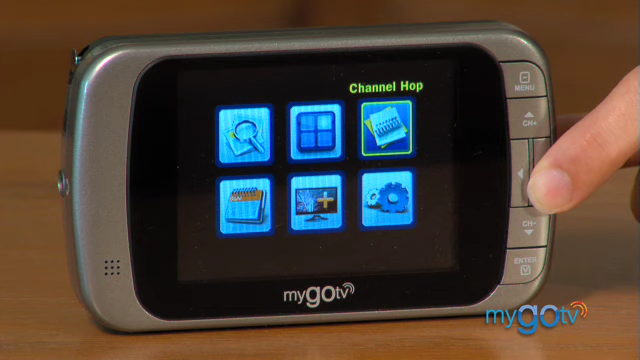 Channel Hop
MENU
CH+
CH-
ENTER
mygotv
mygotv